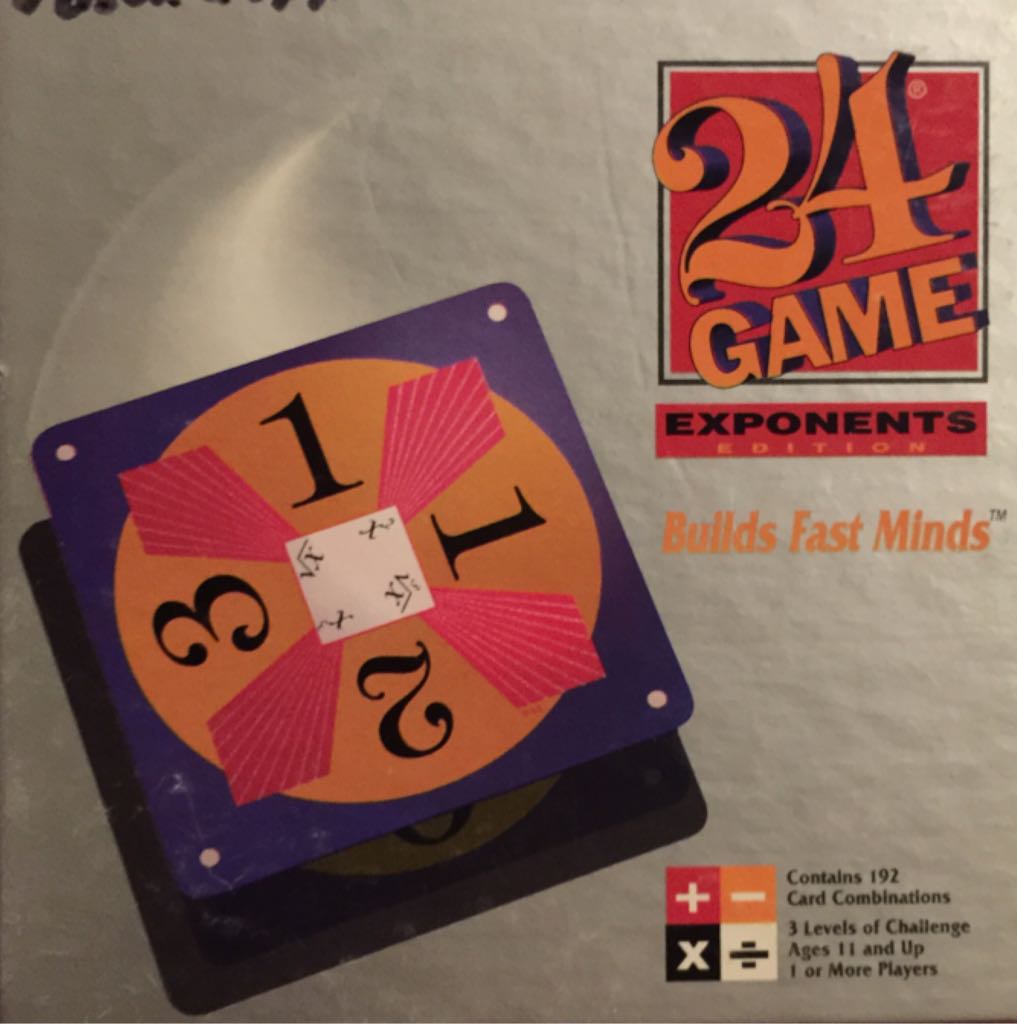 24®
GAME
EXPONENTS
EDITION
Builds Fast Minds™
1
1
3
2
Contains 192
Card Combinations
3 Levels of Challenge
Ages 11 and Up
1 or More Players